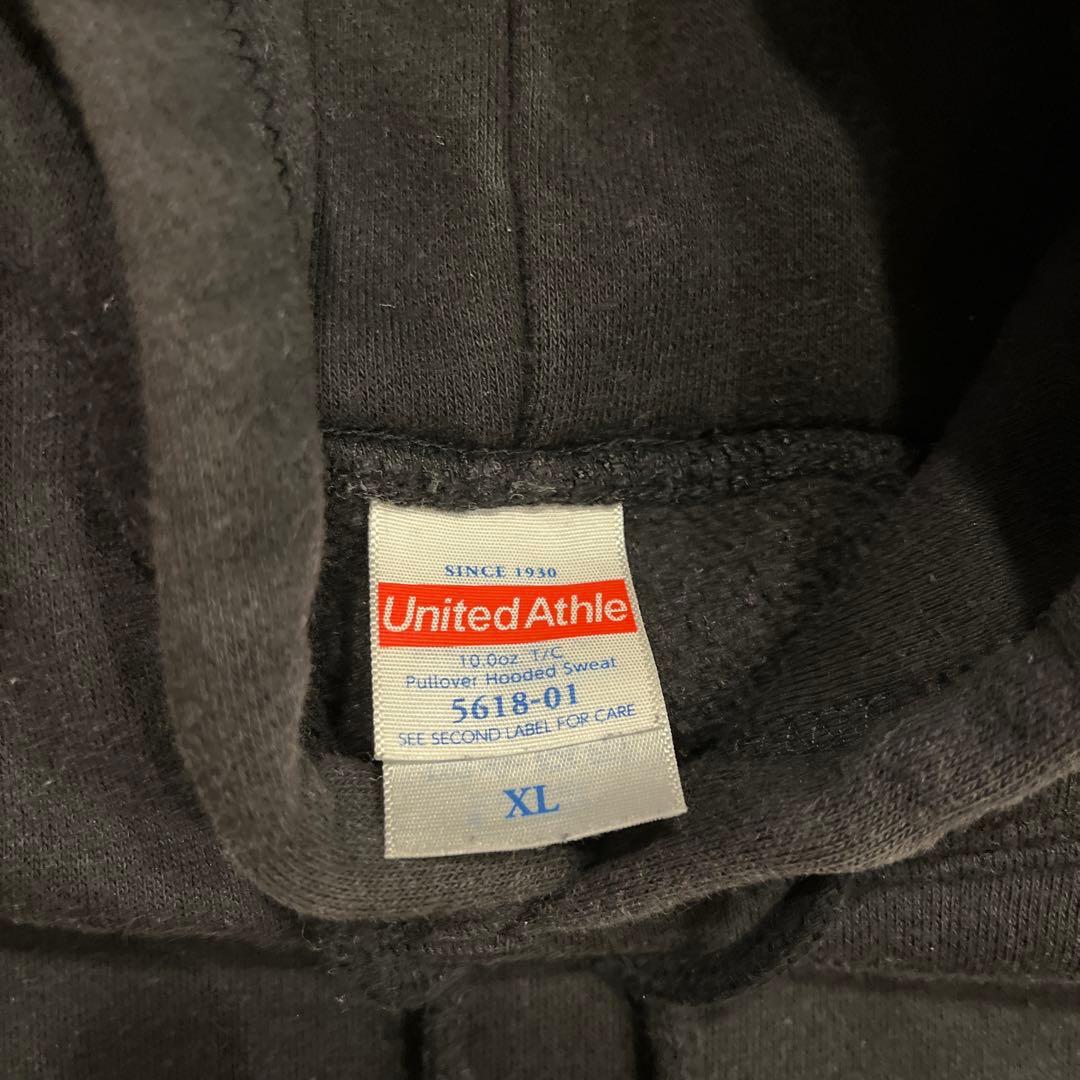 SINCE 1930
United Athle
10.0oz T/C
Pullover Hooded Sweat
5618-01
SEE SECOND LABEL FOR CARE
XL